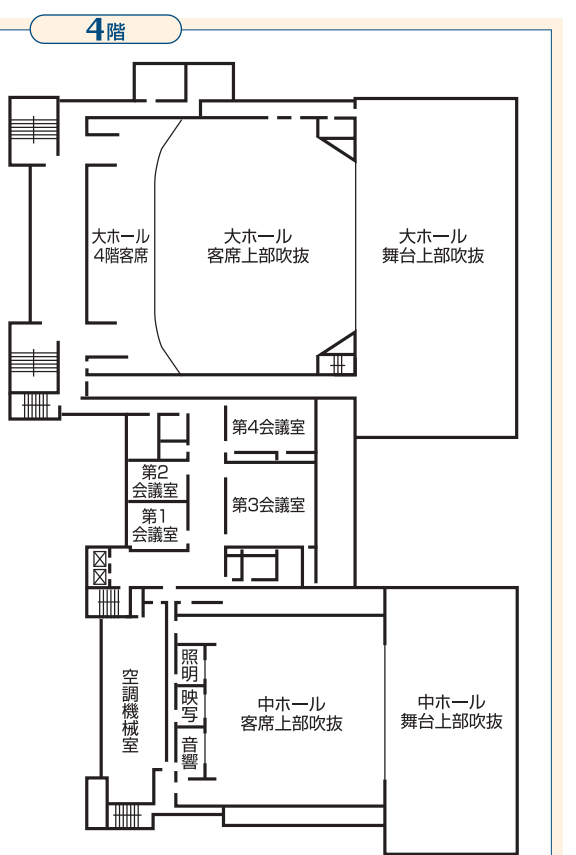 4階
大ホール
4階客席
大ホール
客席上部吹抜
大ホール
舞台上部吹抜
第4会議室
第2
会議室
第3会議室
第1
会議室
空調機械室
照明
映写
音響
中ホール
客席上部吹抜
中ホール
舞台上部吹抜